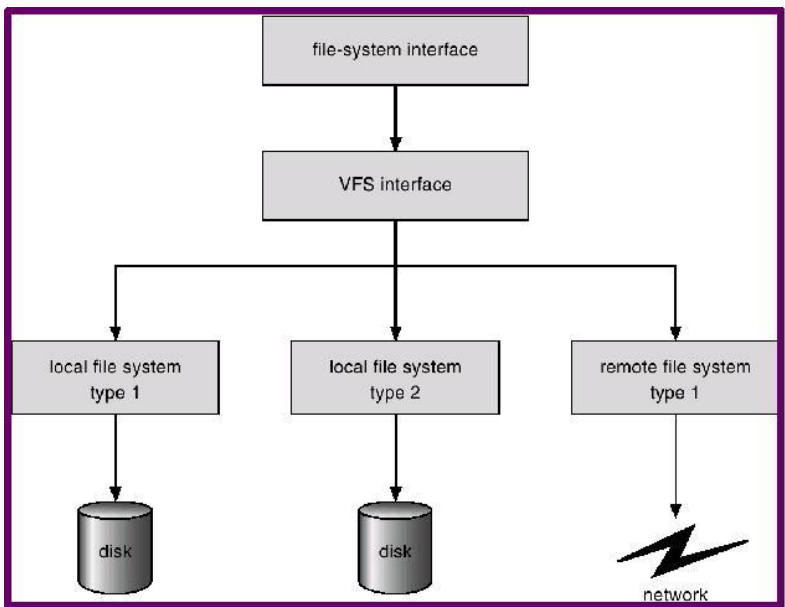 file-system interface
VFS interface
local file system
type 1
local file system
type 2
remote file system
type 1
disk
disk
network